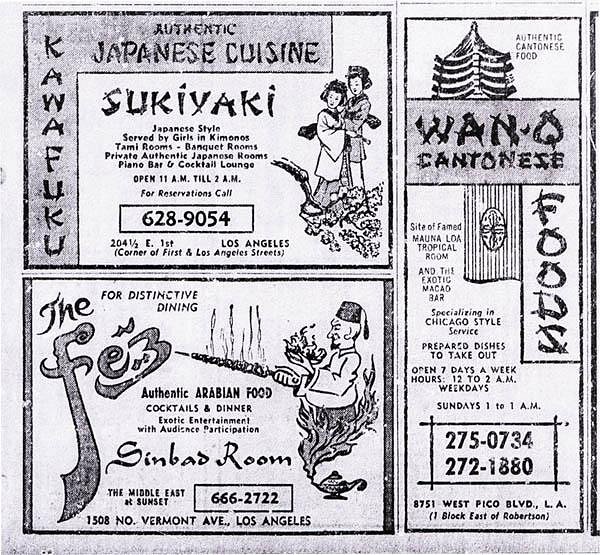 KAWAFUKU
AUTHENTIC
JAPANESE CUISINE
SUKIYAKI
Japanese Style
Served by Girls in Kimonos
Tami Rooms - Banquet Rooms
Private Authentic Japanese Rooms
Piano Bar & Cocktail Lounge
OPEN 11 A.M. TILL 2 A.M.
For Reservations Call
628-9054
204½ E. 1st LOS ANGELES
(Corner of First & Los Angeles Streets)
The
Fez
FOR DISTINCTIVE
DINING
Authentic ARABIAN FOOD
COCKTAILS & DINNER
Exotic Entertainment
with Audience Participation
Sinbad Room
THE MIDDLE EAST
at SUNSET
666-2722
1508 NO. VERMONT AVE., LOS ANGELES
AUTHENTIC
CANTONESE
FOOD
WAN-Q
CANTONESE
FOODS
Site of Famed
MAUNA LOA
TROPICAL
ROOM
AND THE
EXOTIC
MACAO
BAR
Specializing in
CHICAGO STYLE
Service
PREPARED DISHES
TO TAKE OUT
OPEN 7 DAYS A WEEK
HOURS: 12 TO 2 A.M.
WEEKDAYS
SUNDAYS 1 to 1 A.M.
275-0734
272-1880
8751 WEST PICO BLVD., L.A.
(1 Block East of Robertson)